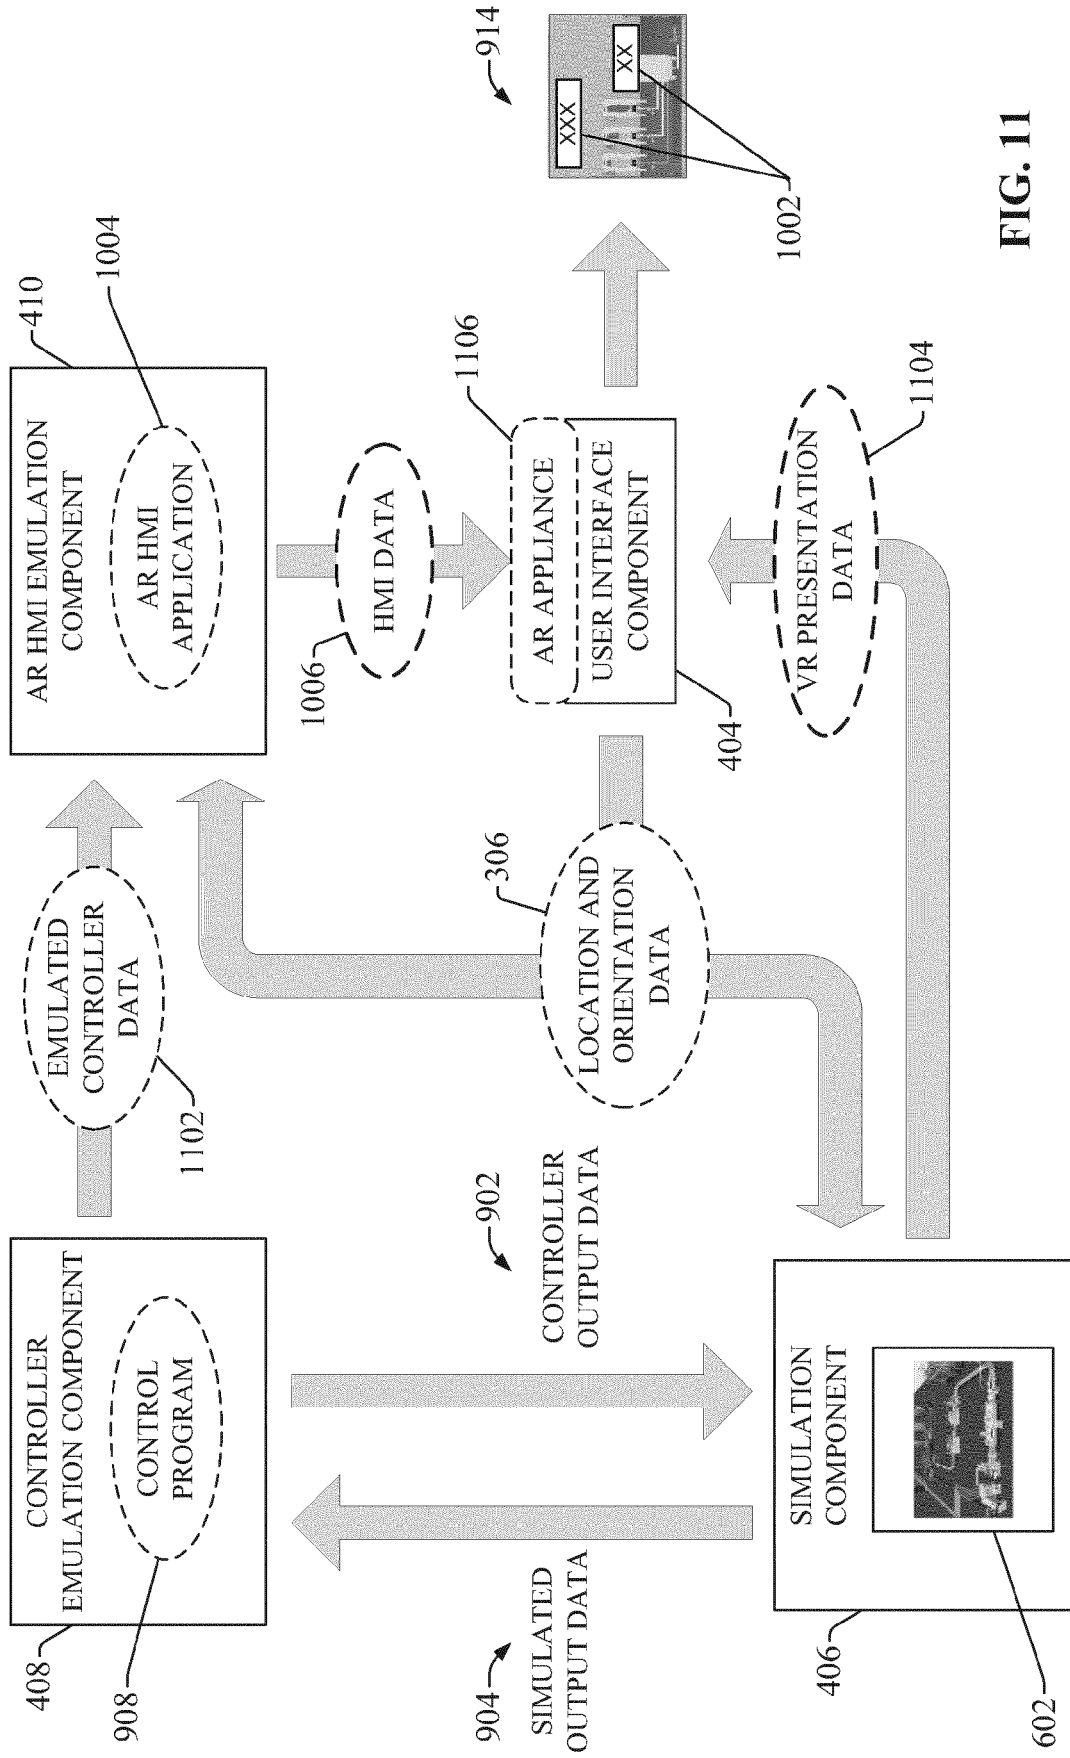 408
CONTROLLER
EMULATION COMPONENT
CONTROL
PROGRAM
908
EMULATED
CONTROLLER
DATA
1102
AR HMI EMULATION
COMPONENT
AR HMI
APPLICATION
410
1004
904
SIMULATED
OUTPUT DATA
902
CONTROLLER
OUTPUT DATA
306
LOCATION AND
ORIENTATION
DATA
1006
HMI DATA
1106
AR APPLIANCE
USER INTERFACE
COMPONENT
404
914
XXX
XX
1002
406
SIMULATION
COMPONENT
602
VR PRESENTATION
DATA
1104
FIG. 11